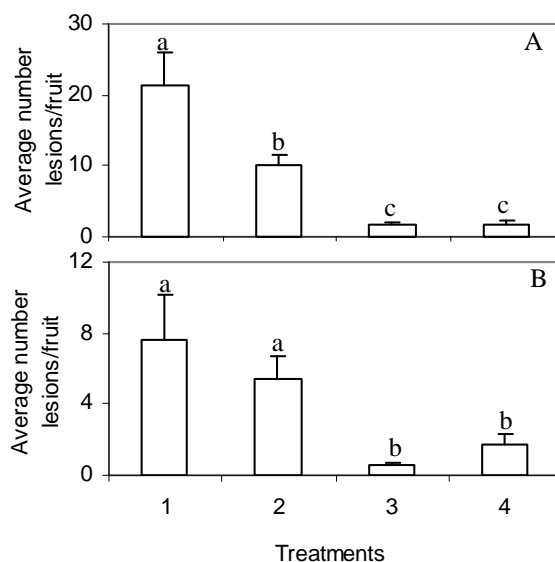 Average number
lesions/fruit
30
20
10
0
A
a
b
c
c
Average number
lesions/fruit
12
8
4
0
B
a
a
b
b
1 2 3 4
Treatments